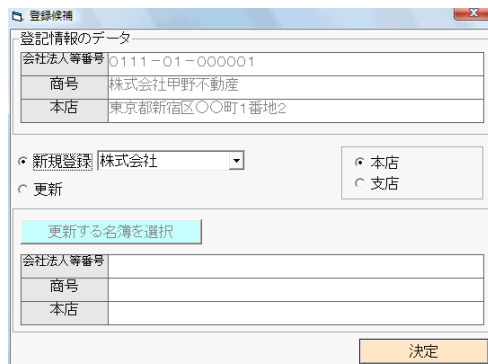 登録候補
登記情報のデータ
会社法人等番号 0111-01-000001
商号 株式会社甲野不動産
本店 東京都新宿区〇〇町1番地2
新規登録 株式会社
本店
支店
更新
更新する名簿を選択
会社法人等番号
商号
本店
決定